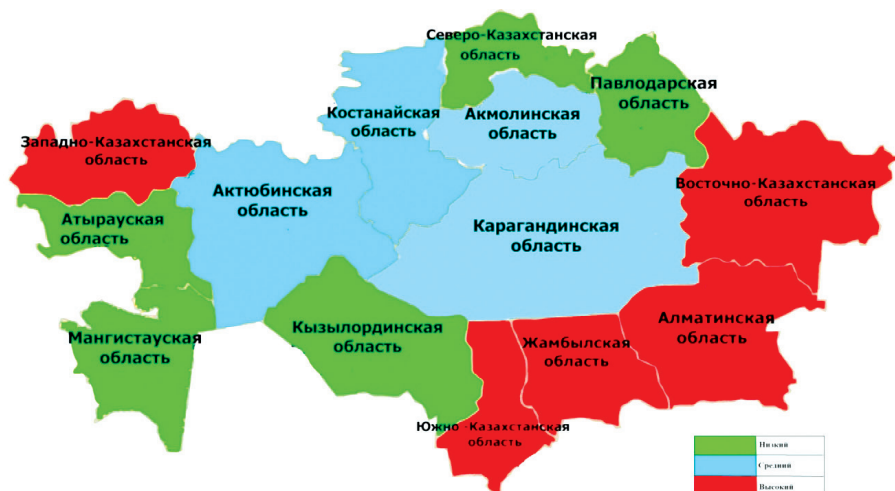 Северо-Казахстанская
область
Павлодарская
область
Костанайская
область
Акмолинская
область
Западно-Казахстанская
область
Актюбинская
область
Восточно-Казахстанская
область
Атырауская
область
Карагандинская
область
Мангистауская
область
Кызылординская
область
Жамбылская
область
Алматинская
область
Южно -Казахстанская
область
Низкий
Средний
Высокий